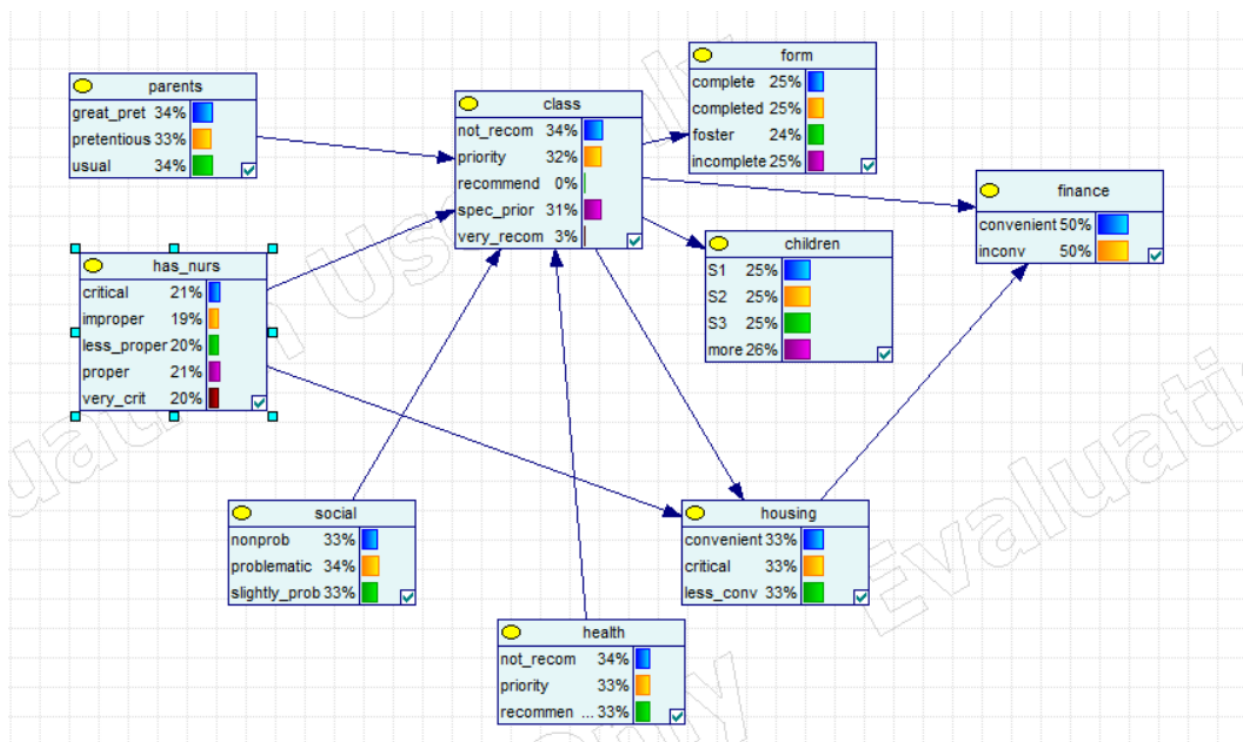 parents
great_pret 34%
pretentious 33%
usual 34%
class
not_recom 34%
priority 32%
recommend 0%
spec_prior 31%
very_recom 3%
form
complete 25%
completed 25%
foster 24%
incomplete 25%
finance
convenient 50%
inconv 50%
has_nurs
critical 21%
improper 19%
less_proper 20%
proper 21%
very_crit 20%
children
S1 25%
S2 25%
S3 25%
more 26%
social
nonprob 33%
problematic 34%
slightly_prob 33%
housing
convenient 33%
critical 33%
less_conv 33%
health
not_recom 34%
priority 33%
recommen ... 33%
Evaluati